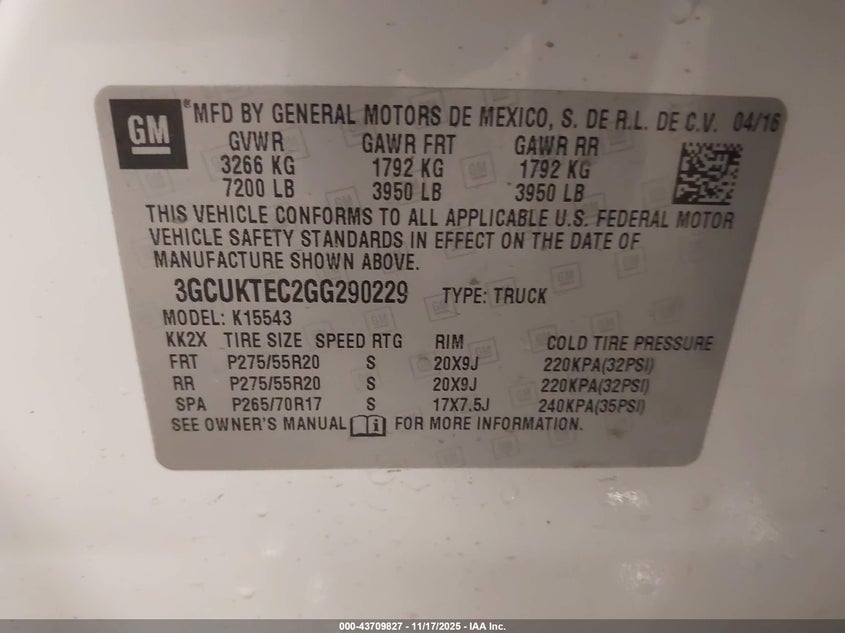 GM
® MFD BY GENERAL MOTORS DE MEXICO, S. DE R.L. DE C.V. 04/16
GVWR GAWR FRT GAWR RR
3266 KG 1792 KG 1792 KG
7200 LB 3950 LB 3950 LB
THIS VEHICLE CONFORMS TO ALL APPLICABLE U.S. FEDERAL MOTOR
VEHICLE SAFETY STANDARDS IN EFFECT ON THE DATE OF
MANUFACTURE SHOWN ABOVE.
3GCUKTEC2GG290229 TYPE: TRUCK
MODEL: K15543
KK2X TIRE SIZE SPEED RTG RIM COLD TIRE PRESSURE
FRT P275/55R20 S 20X9J 220KPA(32PSI)
RR P275/55R20 S 20X9J 220KPA(32PSI)
SPA P265/70R17 S 17X7.5J 240KPA(35PSI)
SEE OWNER'S MANUAL i FOR MORE INFORMATION.
000-43709827 - 11/17/2025 - IAA Inc.